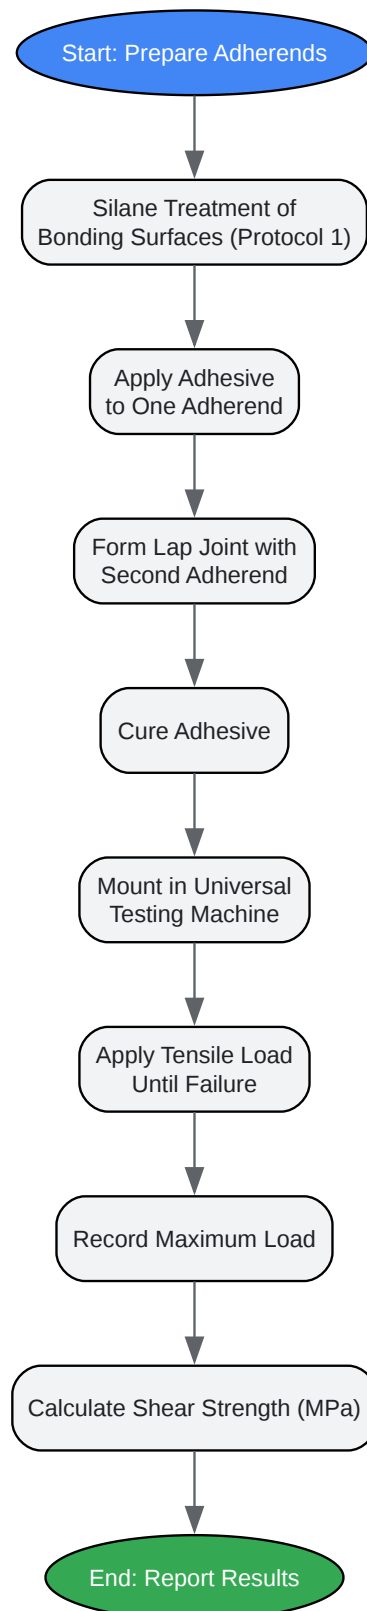 Start: Prepare Adherends
Silane Treatment of
Bonding Surfaces (Protocol 1)
Apply Adhesive
to One Adherend
Form Lap Joint with
Second Adherend
Cure Adhesive
Mount in Universal
Testing Machine
Apply Tensile Load
Until Failure
Record Maximum Load
Calculate Shear Strength (MPa)
End: Report Results